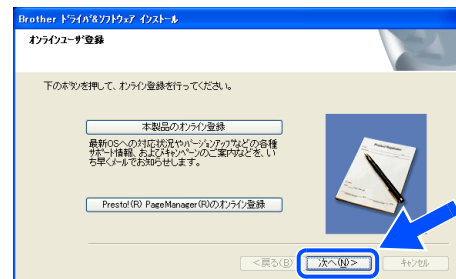 Brother ドライバ&ソフトウェア インストール
オンラインユーザ登録
下のボタンを押して、オンライン登録を行ってください。
本製品のオンライン登録
最新OSへの対応状況やバージョンアップなどの各種
サポート情報、およびキャンペーンのご案内などを、い
ち早くメールでお知らせします。
Presto!(R) PageManager(R)のオンライン登録
Product Registration
<戻る(B)
次へ(N)>
キャンセル